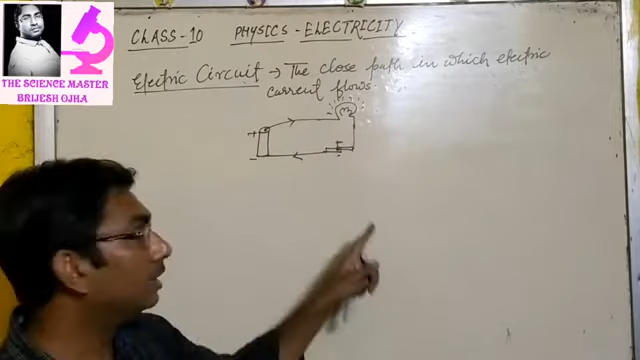 CLASS-10 PHYSICS - ELECTRICITY
Electric Circuit → The close path in which electric
current flows.
+
-
THE SCIENCE MASTER
BRIJESH OJHA